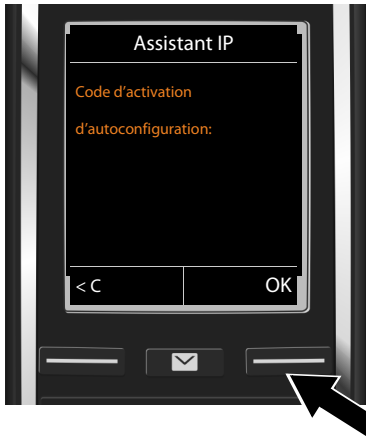 Assistant IP
Code d'activation
d'autoconfiguration:
< C
OK